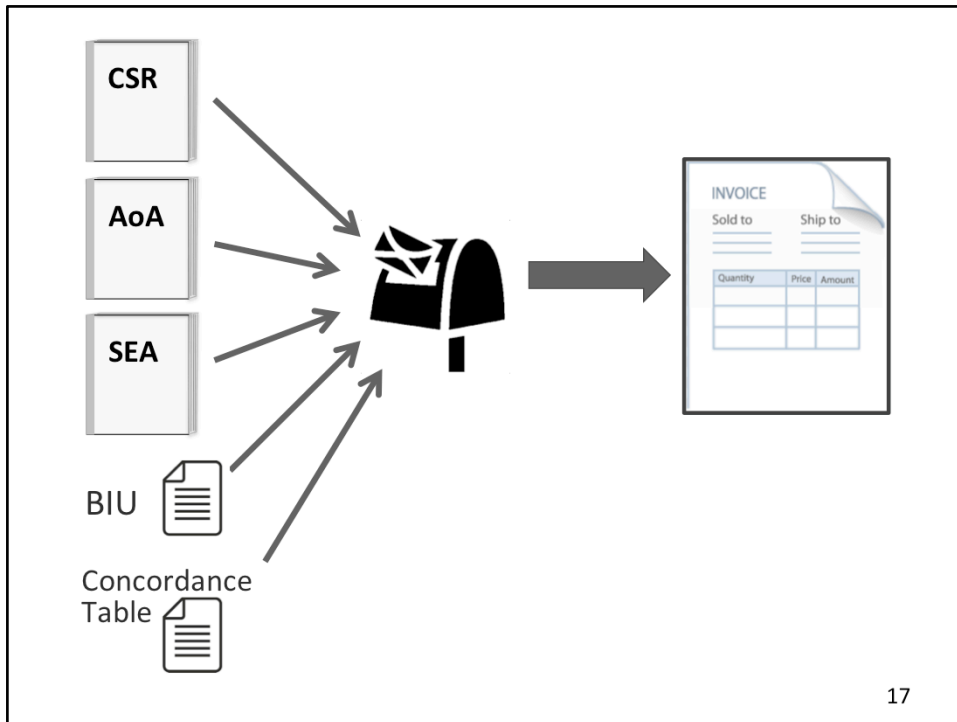 CSR
AoA
SEA
BIU
Concordance
Table
INVOICE
Sold to Ship to
Quantity Price Amount
17